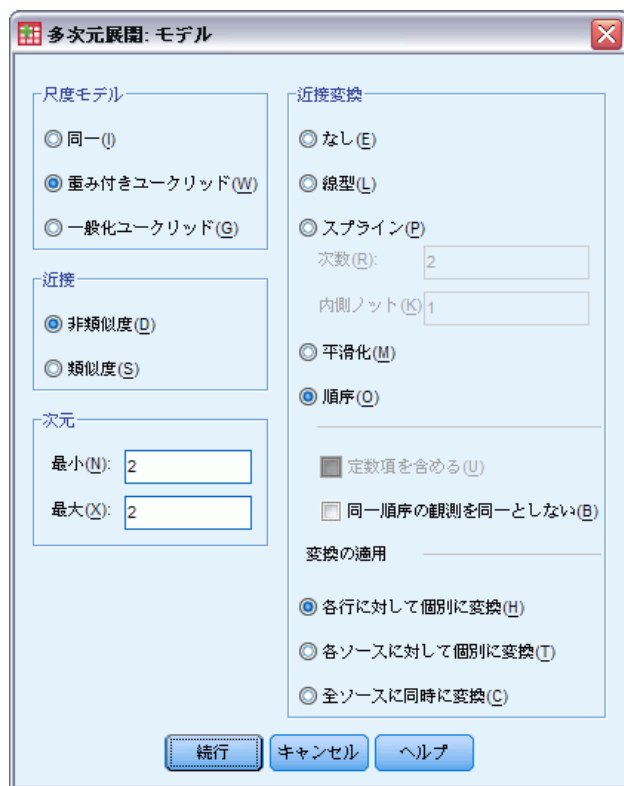 多次元展開: モデル
尺度モデル
同一(I)
重み付きユークリッド(W)
一般化ユークリッド(G)
近接
非類似度(D)
類似度(S)
次元
最小(N): 2
最大(X): 2
近接変換
なし(E)
線型(L)
スプライン(P)
次数(R): 2
内側ノット(K) 1
平滑化(M)
順序(O)
定数項を含める(U)
同一順序の観測を同一としない(B)
変換の適用
各行に対して個別に変換(H)
各ソースに対して個別に変換(T)
全ソースに同時に変換(C)
続行
キャンセル
ヘルプ